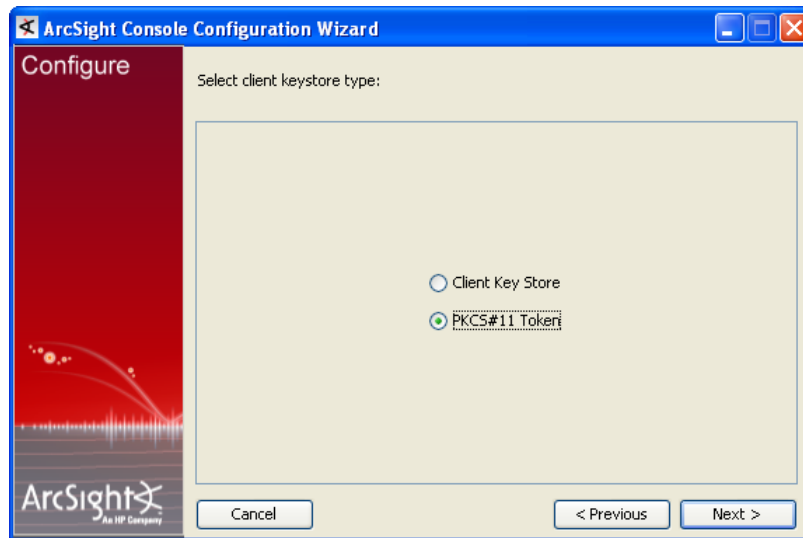 ArcSight Console Configuration Wizard
Configure
Select client keystore type:
Client Key Store
PKCS#11 Token
ArcSight
An HP Company
Cancel
< Previous
Next >